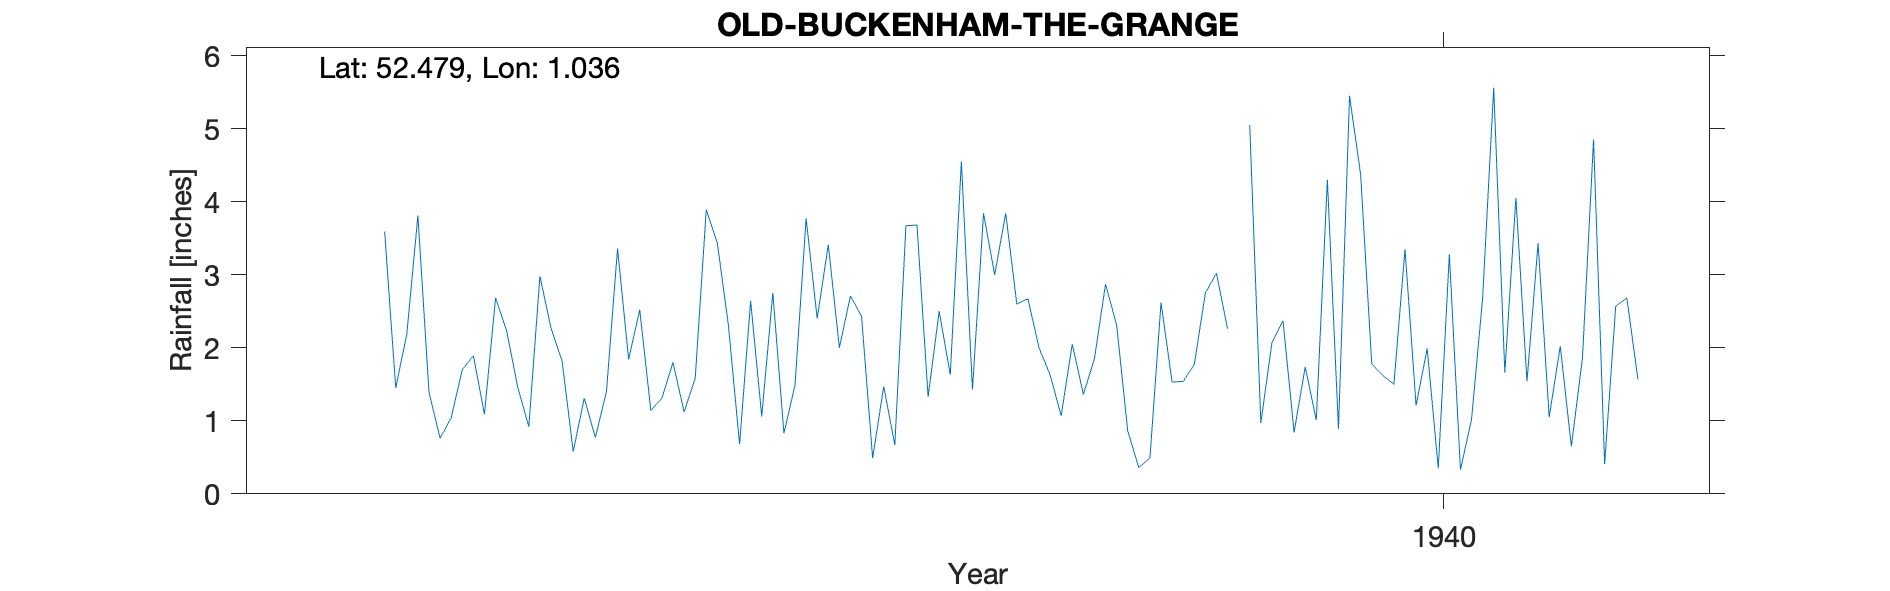 OLD-BUCKENHAM-THE-GRANGE
Lat: 52.479, Lon: 1.036
6
5
4
3
2
1
0
Rainfall [inches]
1940
Year